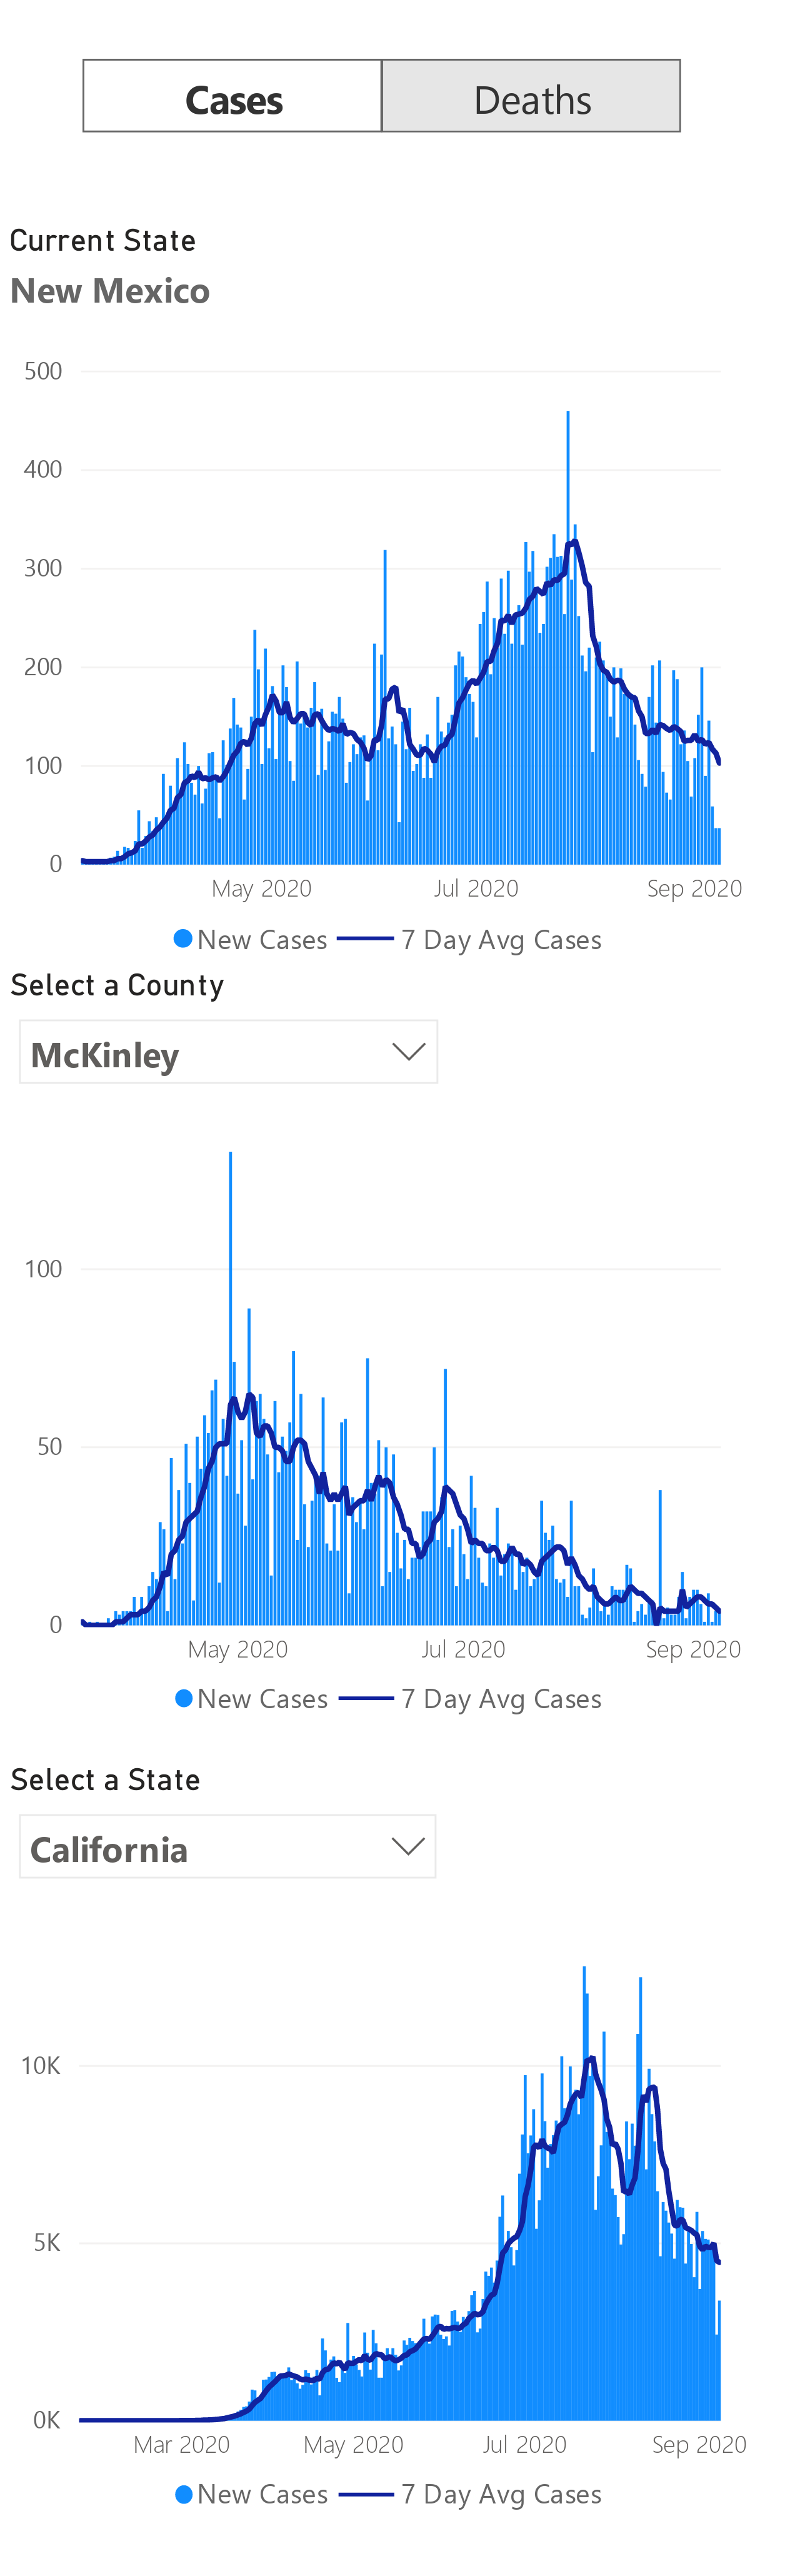 Cases Deaths
Current State
New Mexico
500
400
300
200
100
0
May 2020 Jul 2020 Sep 2020
New Cases 7 Day Avg Cases
Select a County
McKinley
100
50
0
May 2020 Jul 2020 Sep 2020
New Cases 7 Day Avg Cases
Select a State
California
10K
5K
0K
Mar 2020 May 2020 Jul 2020 Sep 2020
New Cases 7 Day Avg Cases